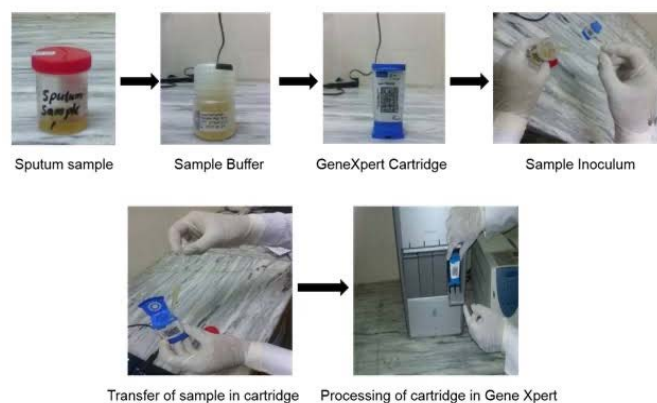 Sputum
Sample
Sputum sample
Sample Buffer
GeneXpert Cartridge
Sample Inoculum
Transfer of sample in cartridge
Processing of cartridge in Gene Xpert